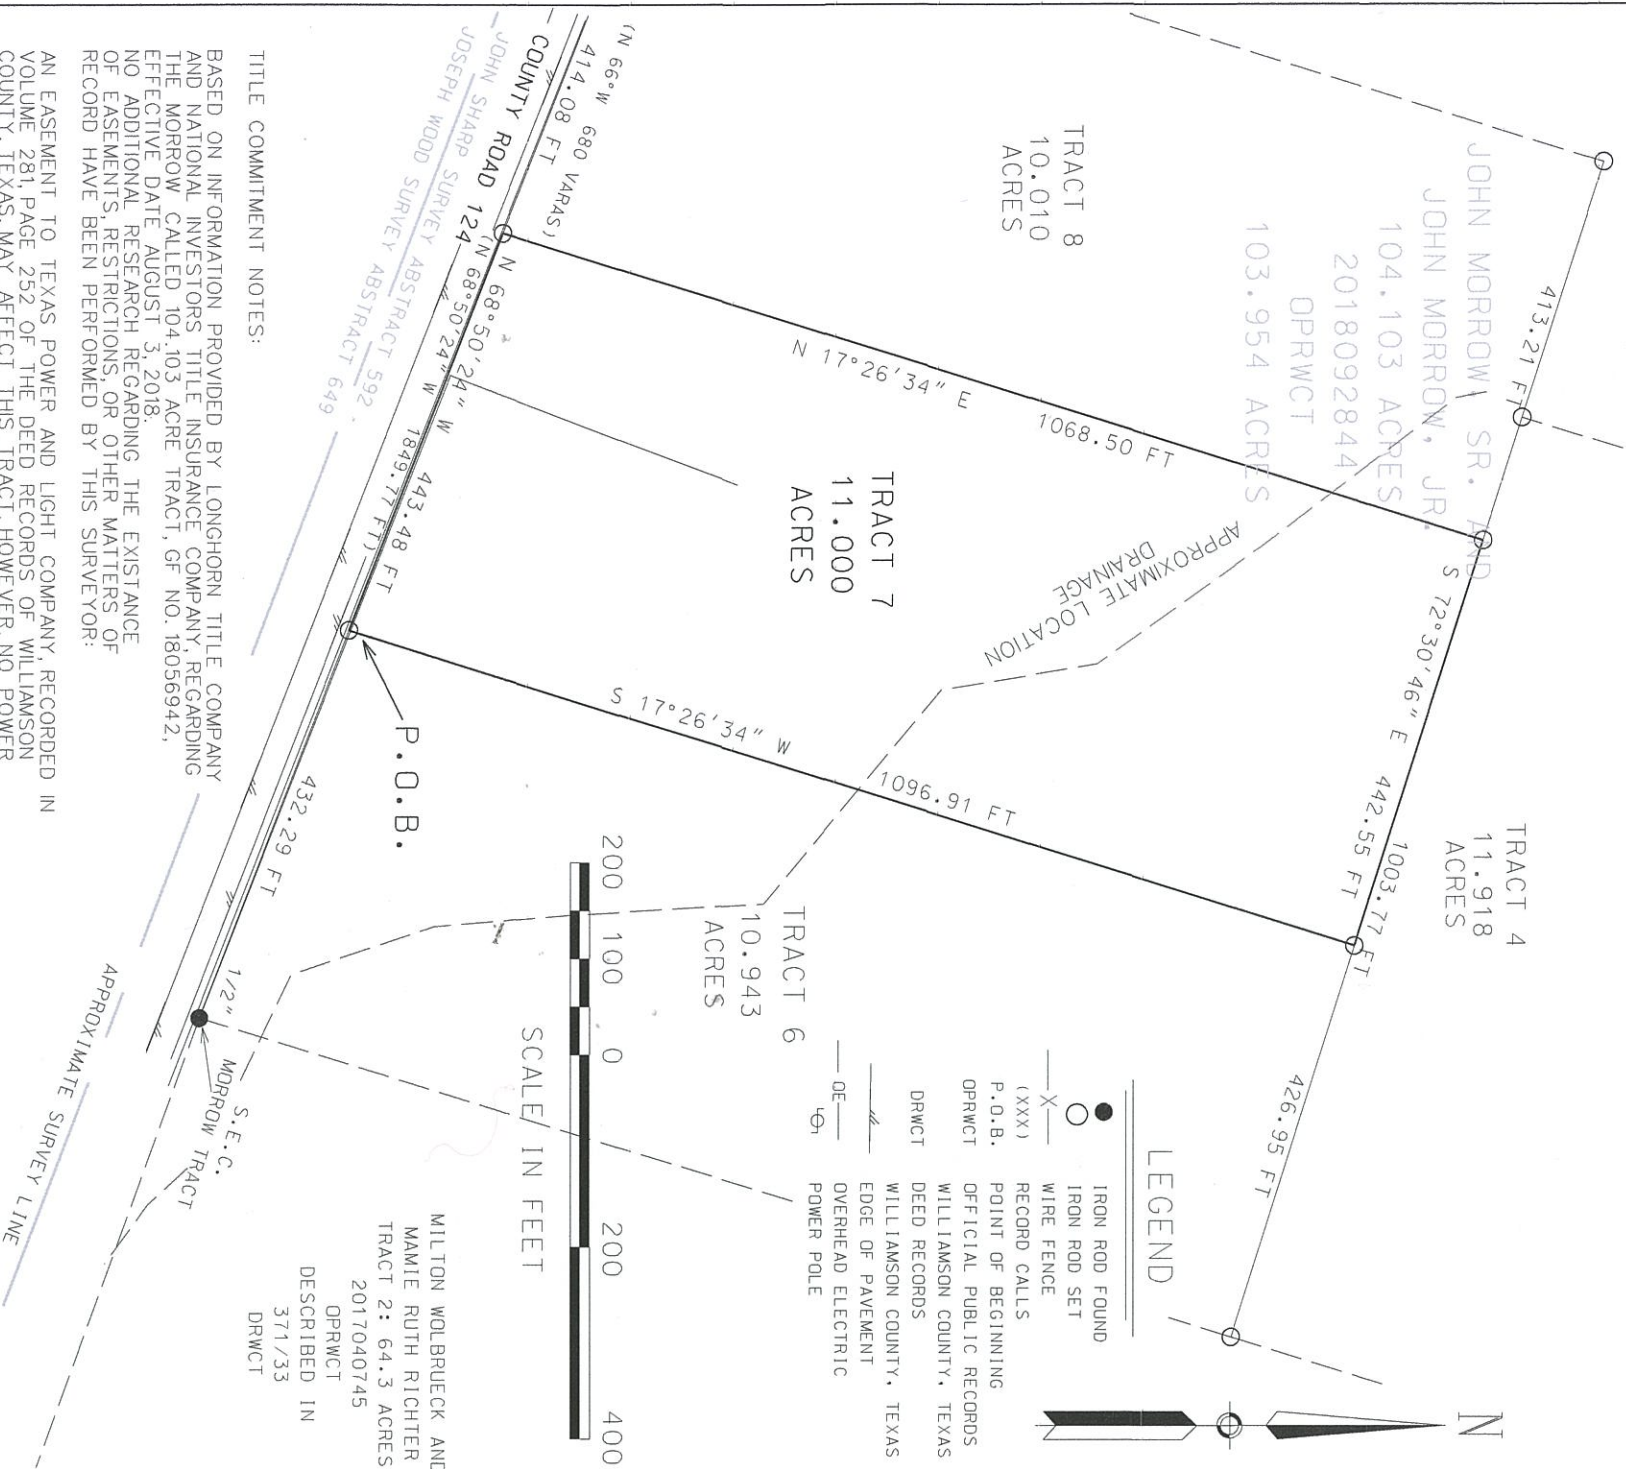 JOHN MORROW, SR. AND
JOHN MORROW, JR.
104.103 ACRES
2018092844
OPRWCT
103.954 ACRES
413.21 FT
TRACT 4
11.918
ACRES
S 72°30'46" E 442.55 FT
1003.77 FT
426.95 FT
TRACT 8
10.010
ACRES
N 17°26'34" E 1068.50 FT
TRACT 7
11.000
ACRES
APPROXIMATE LOCATION
DRAINAGE
S 17°26'34" W 1096.91 FT
TRACT 6
10.943
ACRES
(N 66°W 680 VARAS)
414.08 FT
COUNTY ROAD 124
N 68°50'24" W 443.48 FT
(N 68°50'24" W 1849.77 FT)
JOHN SHARP SURVEY ABSTRACT 592
JOSEPH WOOD SURVEY ABSTRACT 649
P.O.B.
432.29 FT
1/2"
S.E.C.
MORROW TRACT
APPROXIMATE SURVEY LINE
N
LEGEND
IRON ROD FOUND
IRON ROD SET
X WIRE FENCE
(XXX) RECORD CALLS
P.O.B. POINT OF BEGINNING
OPRWCT OFFICIAL PUBLIC RECORDS
WILLIAMSON COUNTY, TEXAS
DRWCT DEED RECORDS
WILLIAMSON COUNTY, TEXAS
EDGE OF PAVEMENT
OE OVERHEAD ELECTRIC
POWER POLE
200 100 0 200 400
SCALE IN FEET
MILTON WOLBRUECK AND
MAMIE RUTH RICHTER
TRACT 2: 64.3 ACRES
2017040745
OPRWCT
DESCRIBED IN
371/33
DRWCT
TITLE COMMITMENT NOTES:
BASED ON INFORMATION PROVIDED BY LONGHORN TITLE COMPANY
AND NATIONAL INVESTORS TITLE INSURANCE COMPANY, REGARDING
THE MORROW CALLED 104.103 ACRE TRACT, GF NO. 18056942,
EFFECTIVE DATE AUGUST 3, 2018.
NO ADDITIONAL RESEARCH REGARDING THE EXISTANCE
OF EASEMENTS, RESTRICTIONS, OR OTHER MATTERS OF
RECORD HAVE BEEN PERFORMED BY THIS SURVEYOR:
AN EASEMENT TO TEXAS POWER AND LIGHT COMPANY, RECORDED IN
VOLUME 281, PAGE 252 OF THE DEED RECORDS OF WILLIAMSON
COUNTY, TEXAS, MAY AFFECT THIS TRACT, HOWEVER, NO POWER